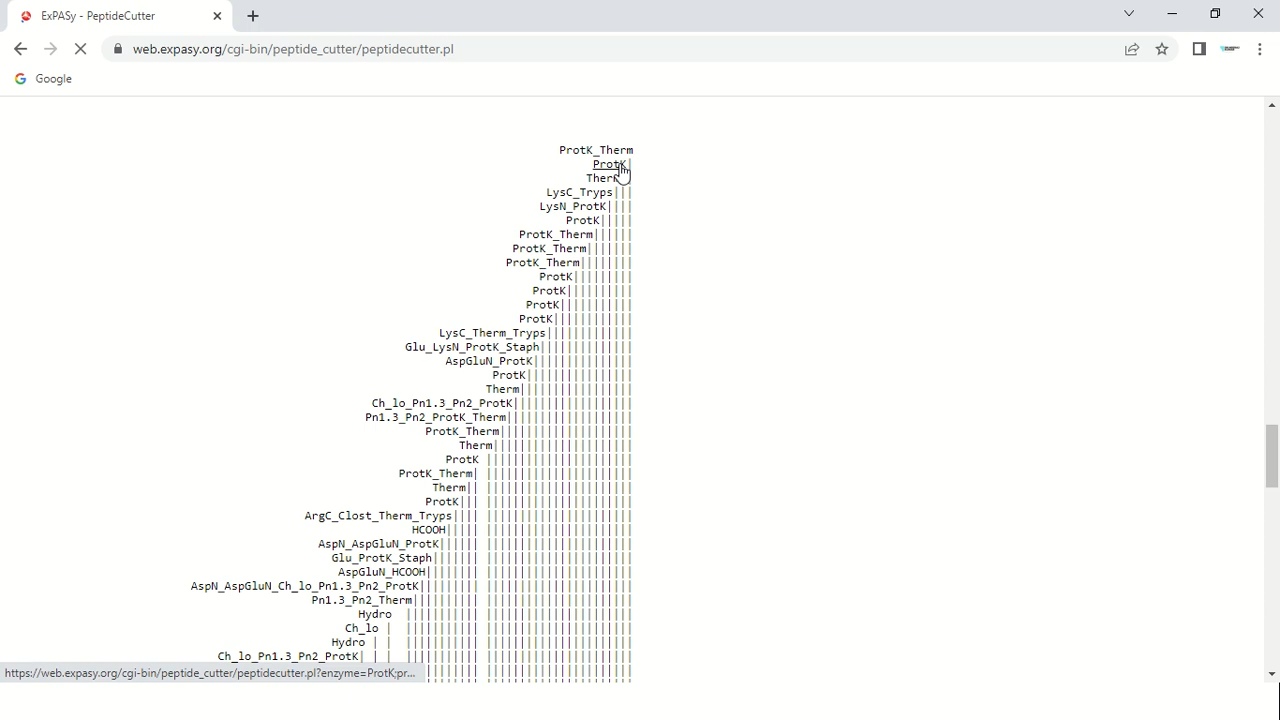 ExPASy - PeptideCutter
web.expasy.org/cgi-bin/peptide_cutter/peptidecutter.pl
Google
ProtK_Therm
ProtK|
Therm
LysC_Tryps|||
LysN_ProtK||||
ProtK|||||
ProtK_Therm||||||
ProtK_Therm|||||||
ProtK_Therm||||||||
ProtK|||||||||
ProtK||||||||||
ProtK|||||||||||
ProtK||||||||||||
LysC_Therm_Tryps|||||||||||||
Glu_LysN_ProtK_Staph||||||||||||||
AspGluN_ProtK|||||||||||||||
ProtK||||||||||||||||
Therm|||||||||||||||||
Ch_lo_Pn1.3_Pn2_ProtK||||||||||||||||||
Pn1.3_Pn2_ProtK_Therm|||||||||||||||||||
ProtK_Therm||||||||||||||||||||
Therm|||||||||||||||||||||
ProtK ||||||||||||||||||||||
ProtK_Therm| ||||||||||||||||||||||
Therm|| ||||||||||||||||||||||
ProtK||| ||||||||||||||||||||||
ArgC_Clost_Therm_Tryps|||| ||||||||||||||||||||||
HCOOH||||| ||||||||||||||||||||||
AspN_AspGluN_ProtK|||||| ||||||||||||||||||||||
Glu_ProtK_Staph||||||| ||||||||||||||||||||||
AspGluN_HCOOH|||||||| ||||||||||||||||||||||
AspN_AspGluN_Ch_lo_Pn1.3_Pn2_ProtK||||||||| ||||||||||||||||||||||
Pn1.3_Pn2_Therm|||||||||| ||||||||||||||||||||||
Hydro ||||||||||| ||||||||||||||||||||||
Ch_lo | ||||||||||| ||||||||||||||||||||||
Hydro | | ||||||||||| ||||||||||||||||||||||
Ch_lo_Pn1.3_Pn2_ProtK| | | ||||||||||| ||||||||||||||||||||||
https://web.expasy.org/cgi-bin/peptide_cutter/peptidecutter.pl?enzyme=ProtK;pr...